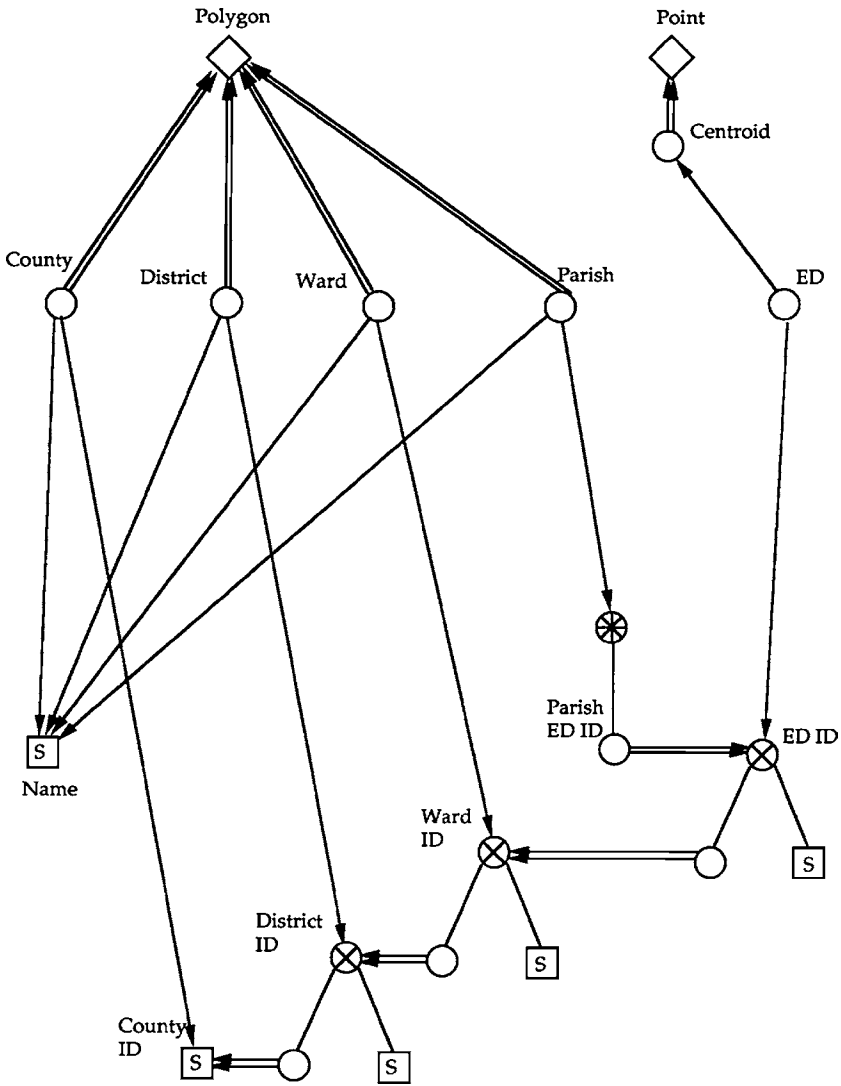 Polygon
Point
Centroid
County
District
Ward
Parish
ED
Parish
ED ID
ED ID
S
Name
Ward
ID
S
District
ID
S
County
ID
S
S